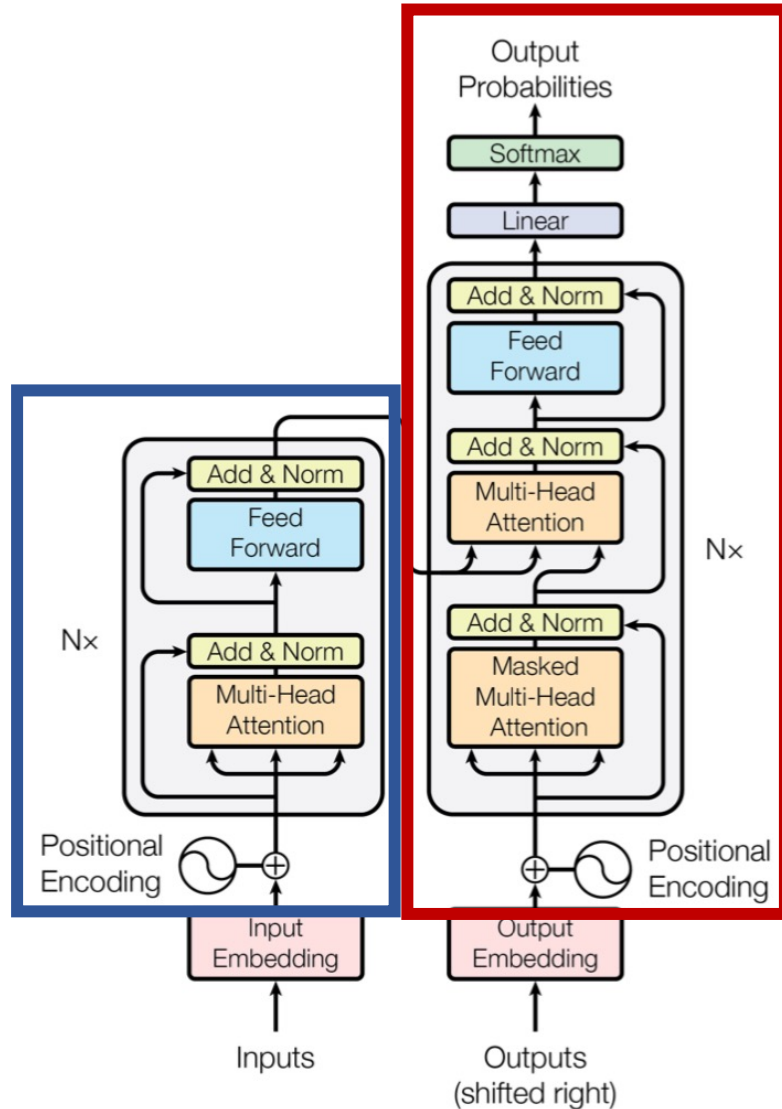 Output
Probabilities
Softmax
Linear
Add & Norm
Feed
Forward
Add & Norm
Multi-Head
Attention
N×
Add & Norm
Masked
Multi-Head
Attention
Positional
Encoding
Output
Embedding
Outputs
(shifted right)
Add & Norm
Feed
Forward
N×
Add & Norm
Multi-Head
Attention
Positional
Encoding
Input
Embedding
Inputs